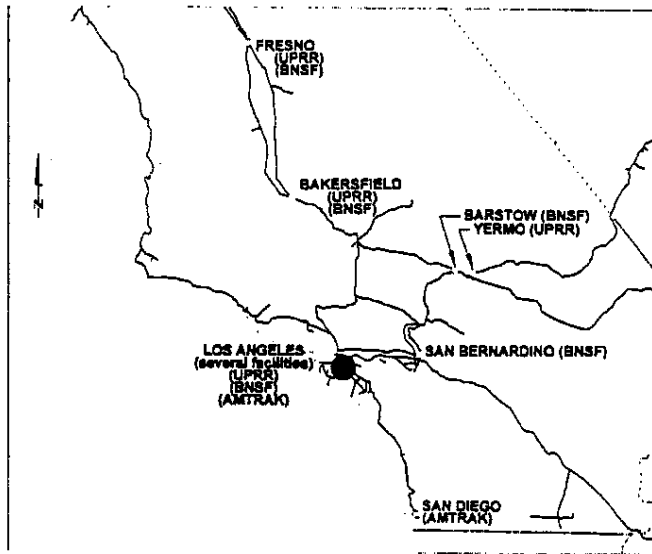 FRESNO
(UPRR)
(BNSF)
BAKERSFIELD
(UPRR)
(BNSF)
BARSTOW (BNSF)
YERMO (UPRR)
LOS ANGELES
(several facilities)
(UPRR)
(BNSF)
(AMTRAK)
SAN BERNARDINO (BNSF)
SAN DIEGO
(AMTRAK)